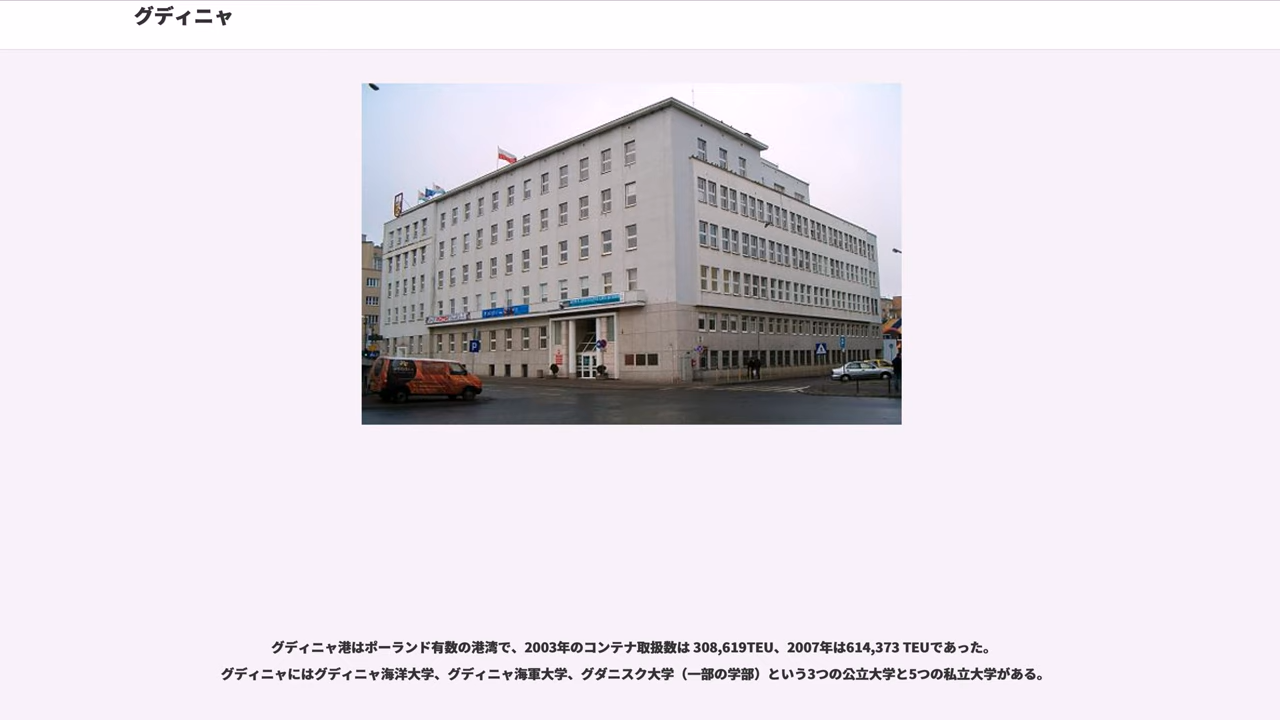 グディニャ
グディニャ港はポーランド有数の港湾で、2003年のコンテナ取扱数は 308,619TEU、2007年は614,373 TEUであった。
グディニャにはグディニャ海洋大学、グディニャ海軍大学、グダニスク大学（一部の学部）という3つの公立大学と5つの私立大学がある。